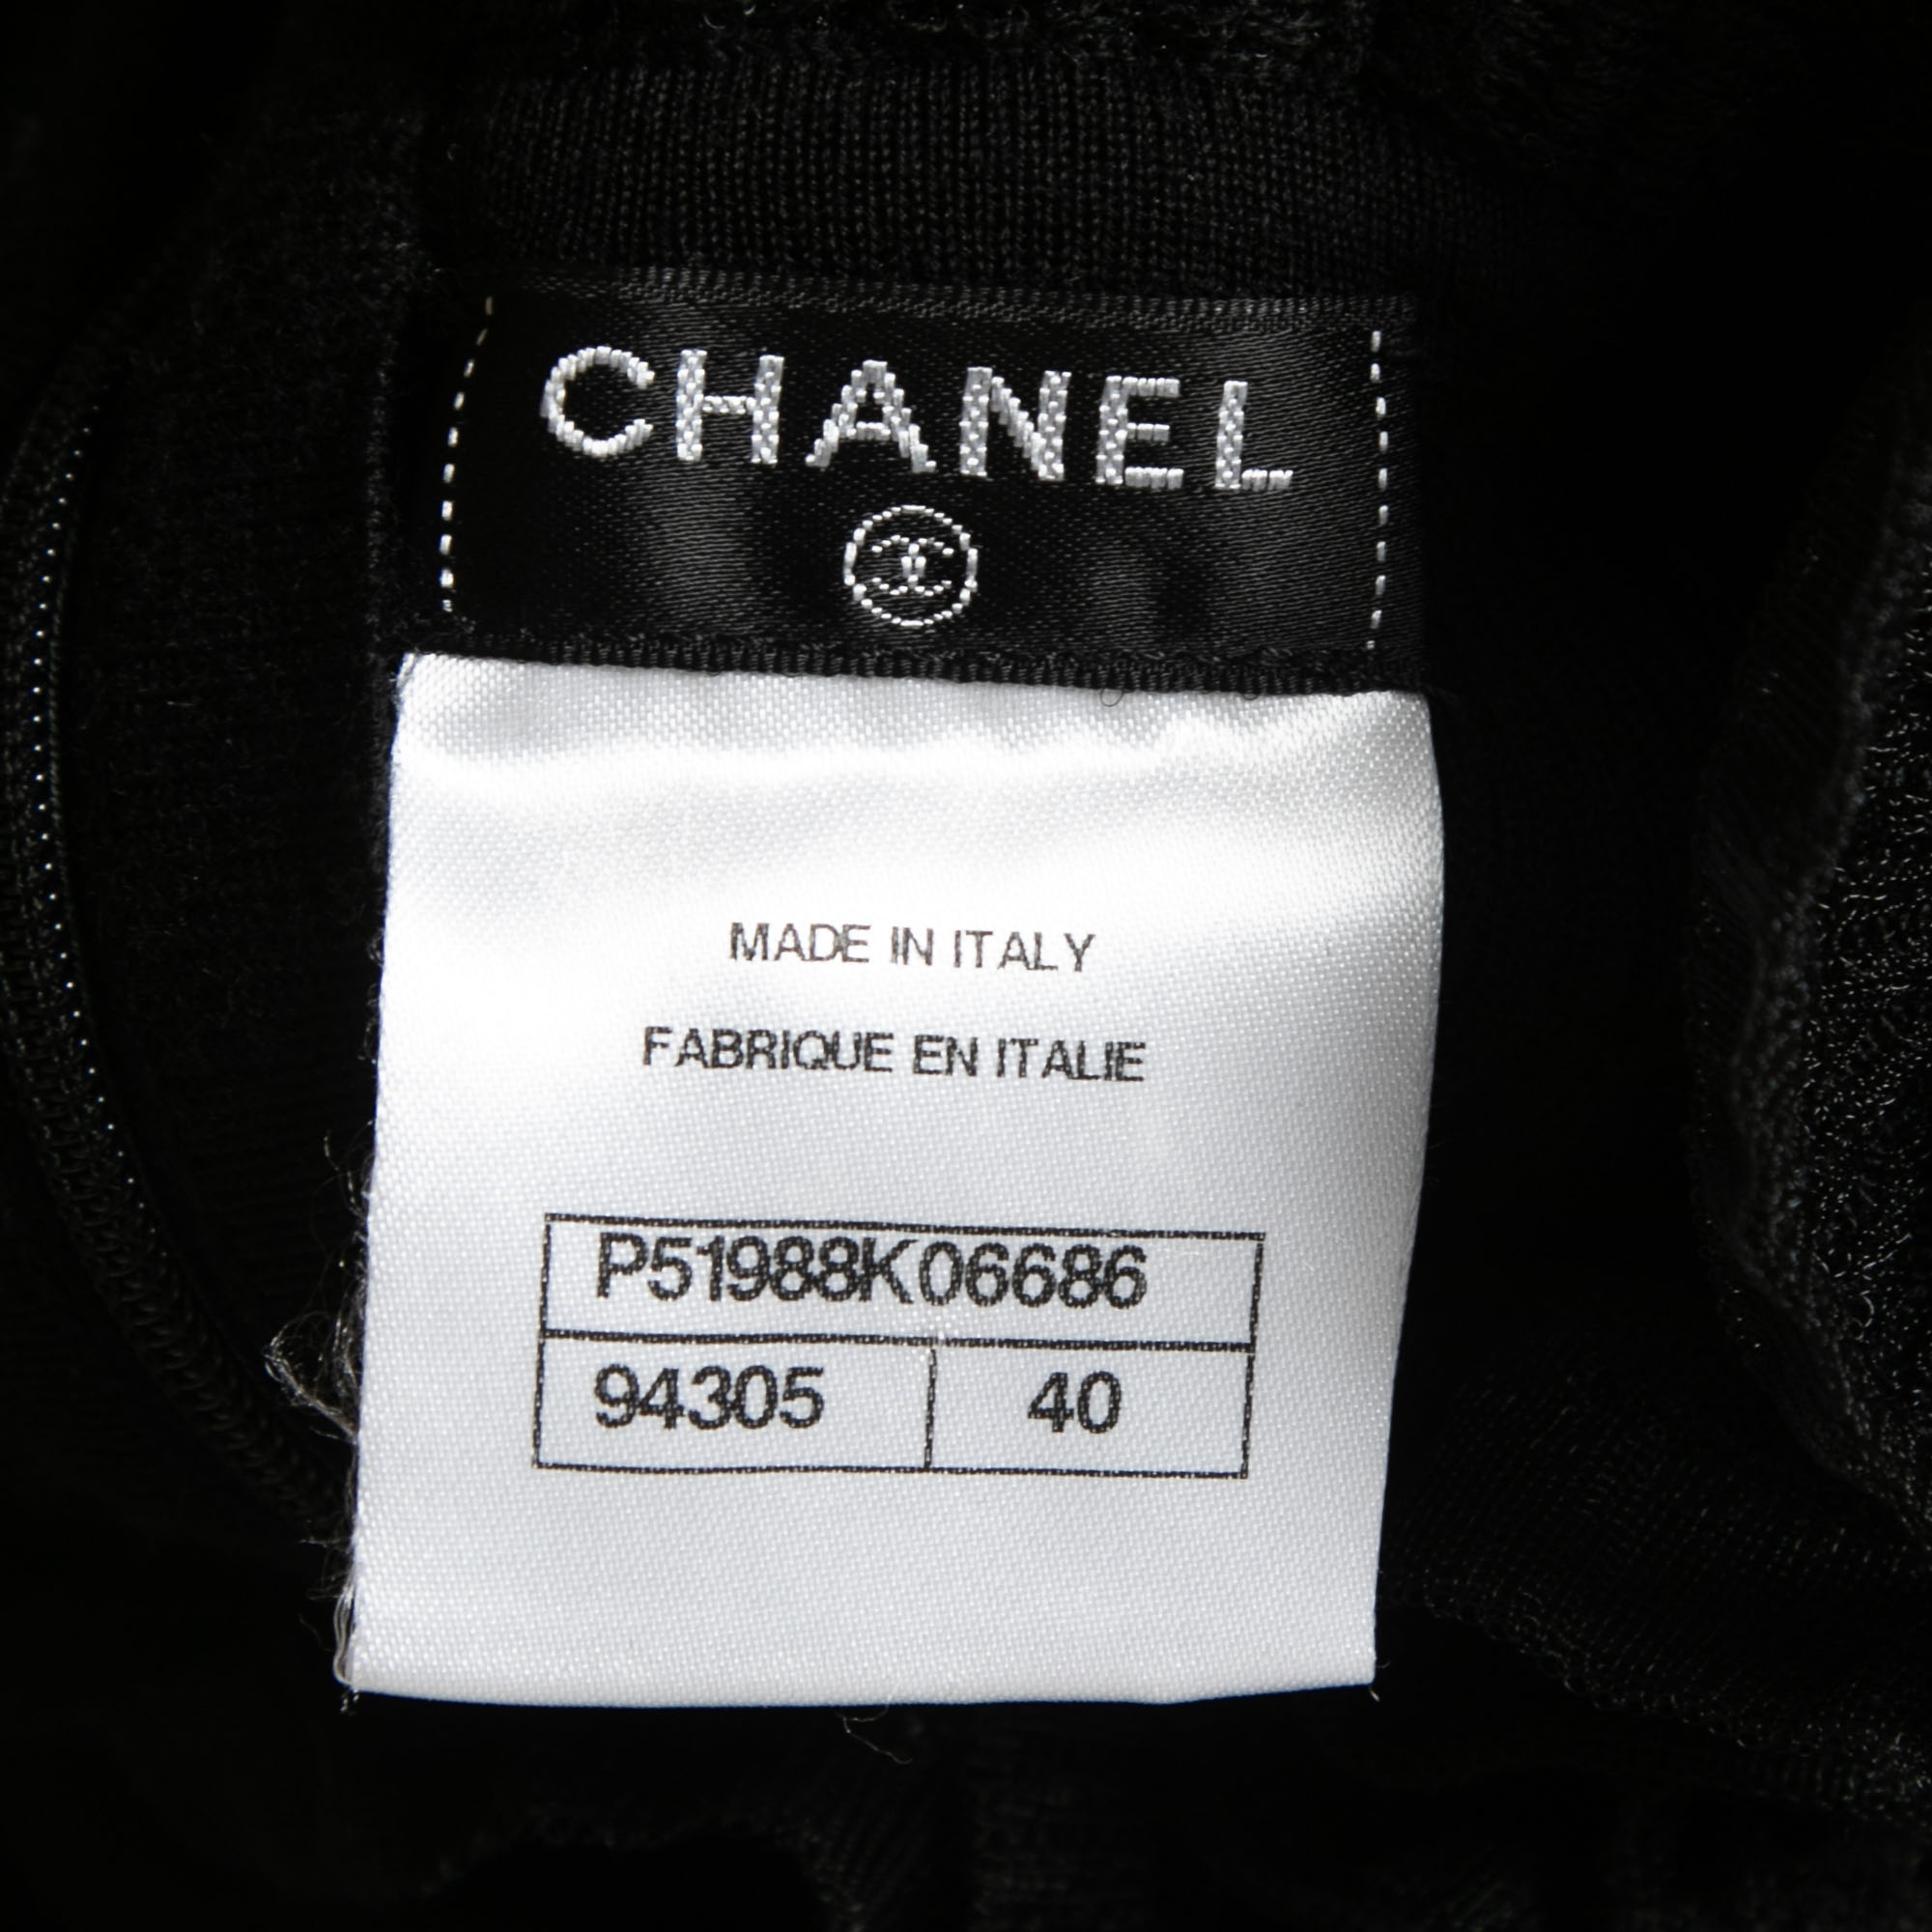 CHANEL
MADE IN ITALY
FABRIQUE EN ITALIE
P51988K06686
94305 40